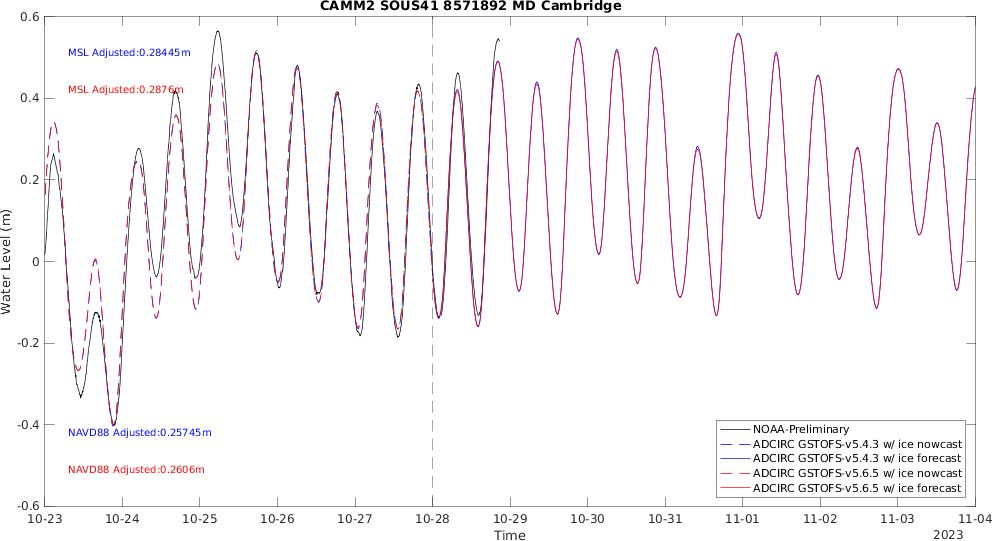 CAMM2 SOUS41 8571892 MD Cambridge
Water Level (m)
0.6
0.4
0.2
0
-0.2
-0.4
-0.6
MSL Adjusted:0.28445m
MSL Adjusted:0.2876m
NAVD88 Adjusted:0.25745m
NAVD88 Adjusted:0.2606m
NOAA-Preliminary
ADCIRC GSTOFS-v5.4.3 w/ ice nowcast
ADCIRC GSTOFS-v5.4.3 w/ ice forecast
ADCIRC GSTOFS-v5.6.5 w/ ice nowcast
ADCIRC GSTOFS-v5.6.5 w/ ice forecast
10-23 10-24 10-25 10-26 10-27 10-28 10-29 10-30 10-31 11-01 11-02 11-03 11-04
Time
2023